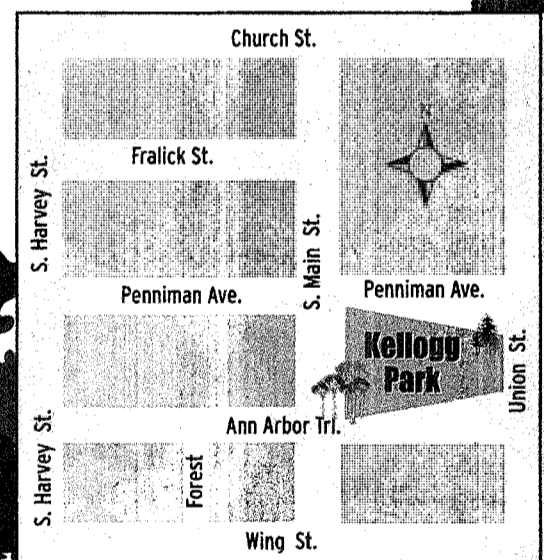 Church St.
N
Fralick St.
S. Harvey St.
S. Main St.
Penniman Ave.
Penniman Ave.
Kellogg
Park
Union St.
Ann Arbor Trl.
S. Harvey St.
Forest
Wing St.